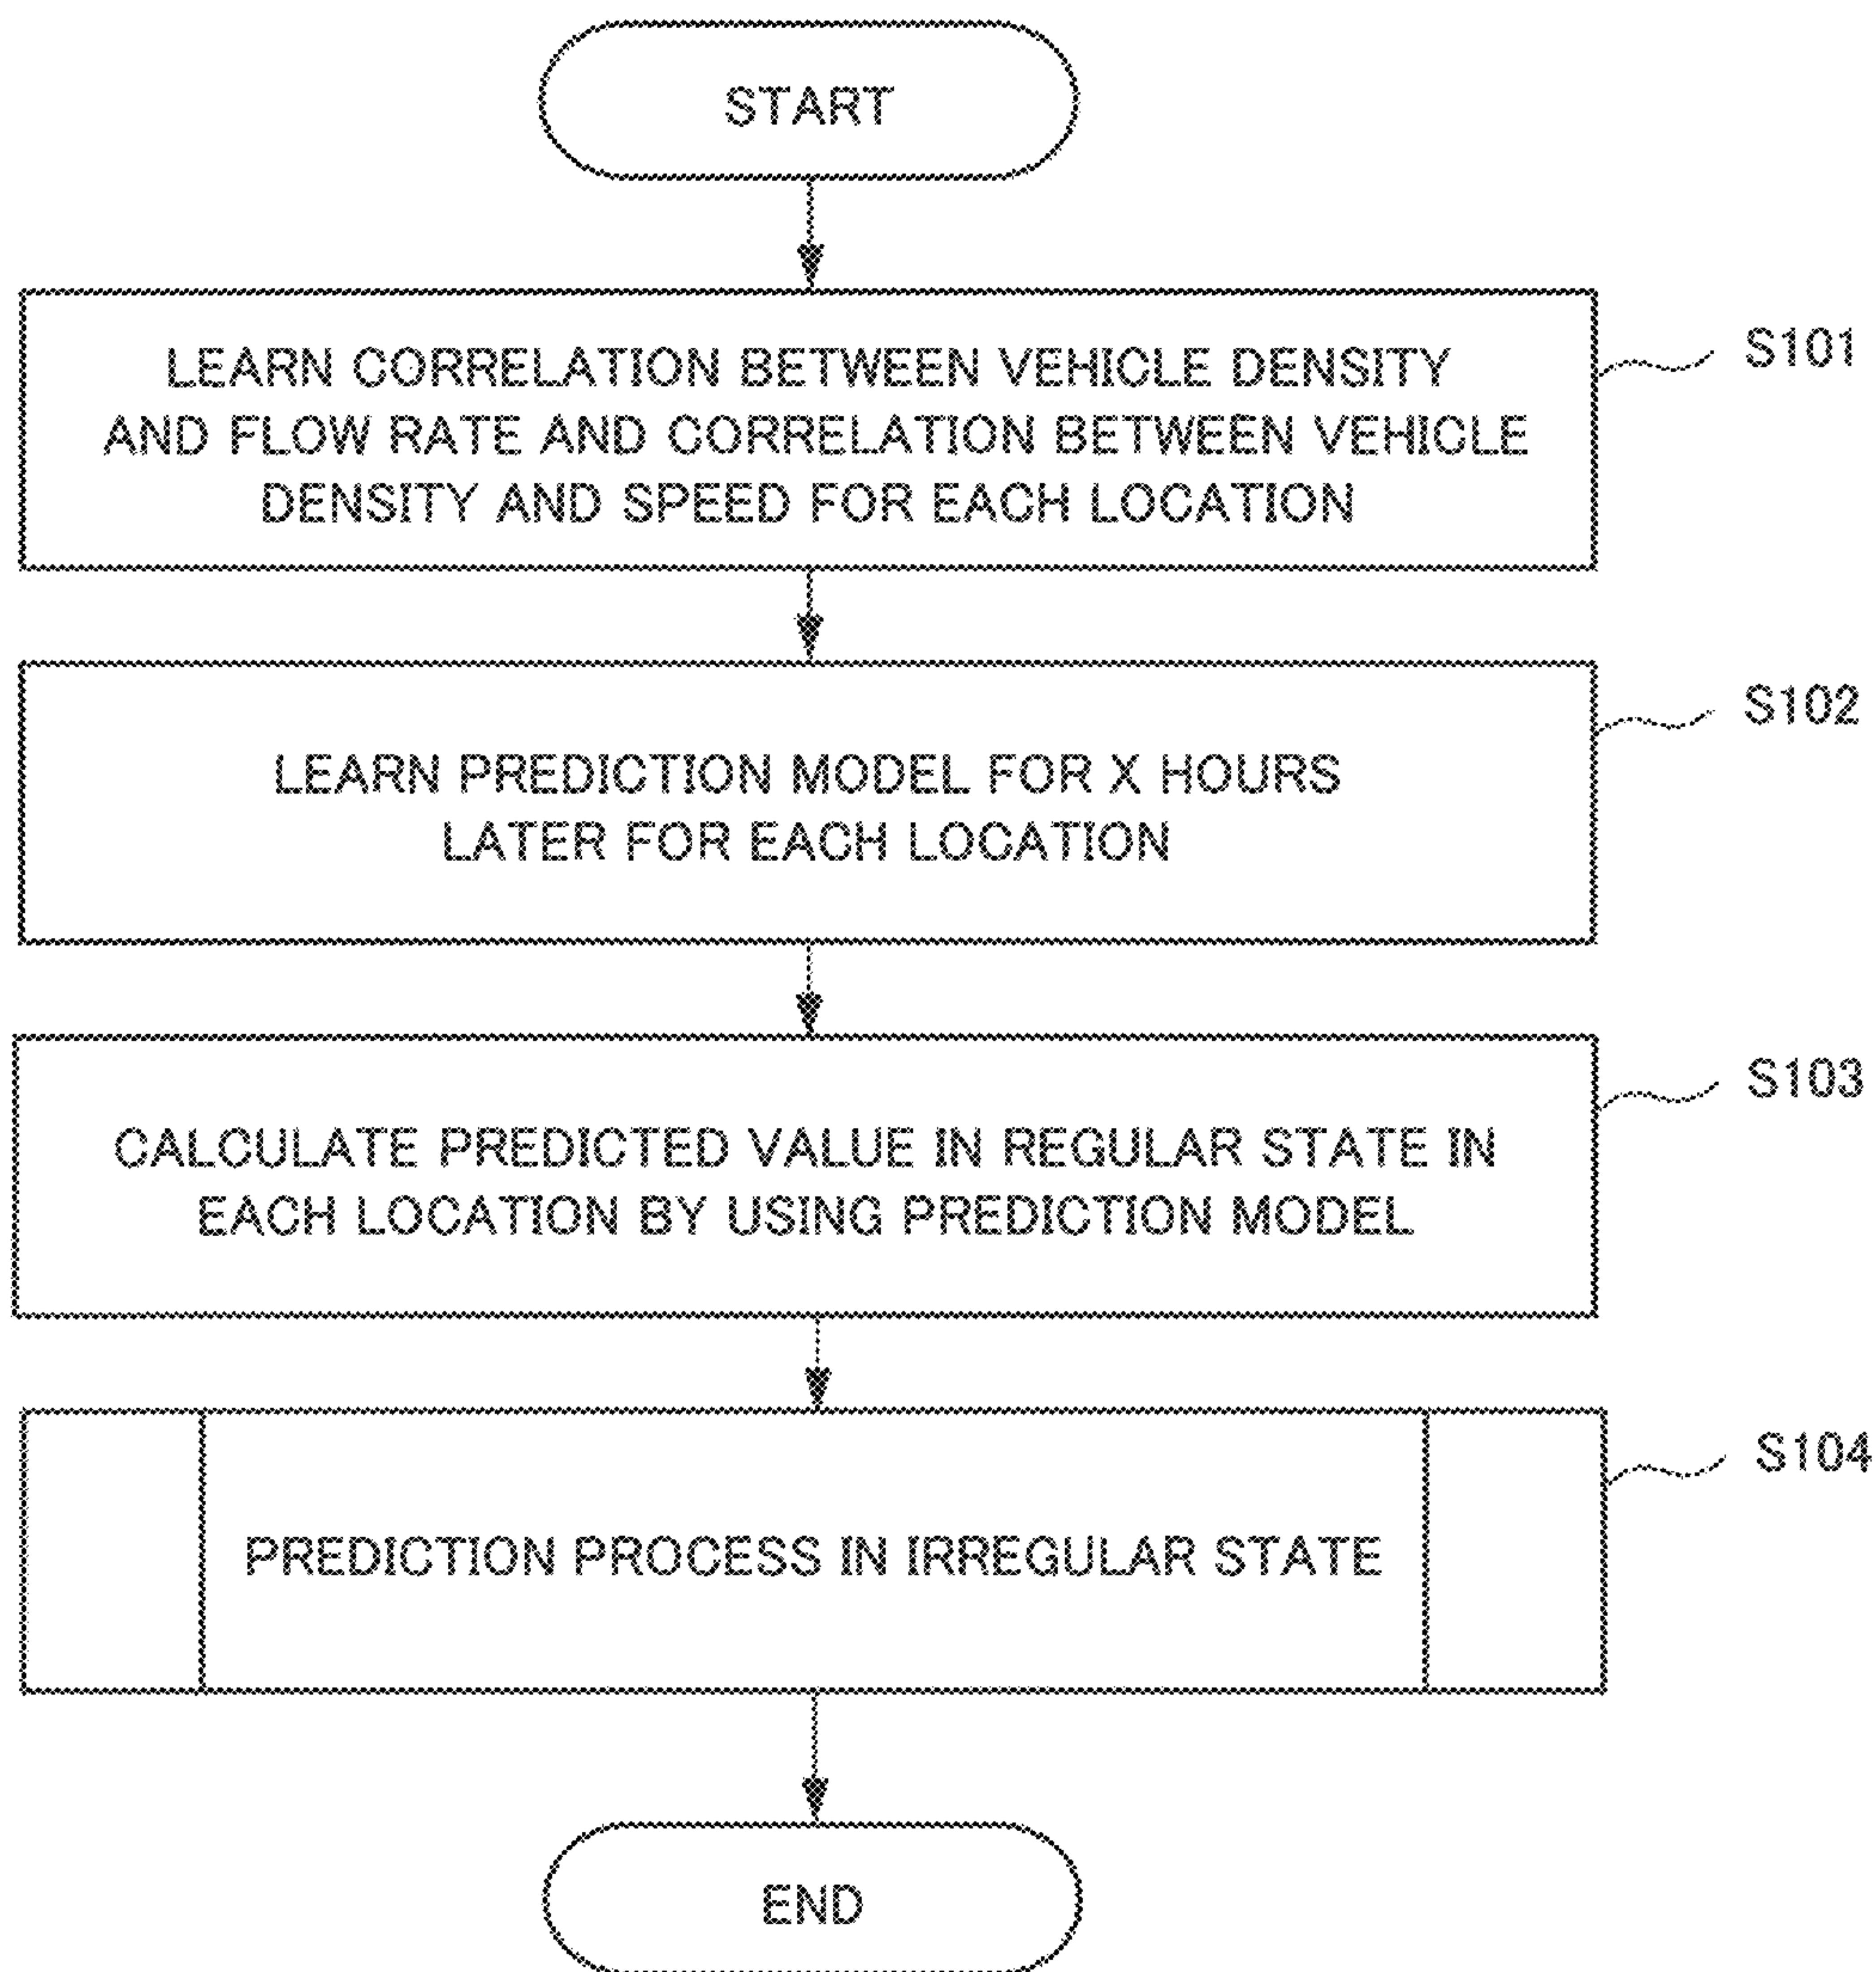 START
LEARN CORRELATION BETWEEN VEHICLE DENSITY
AND FLOW RATE AND CORRELATION BETWEEN VEHICLE
DENSITY AND SPEED FOR EACH LOCATION
S101
LEARN PREDICTION MODEL FOR X HOURS
LATER FOR EACH LOCATION
S102
CALCULATE PREDICTED VALUE IN REGULAR STATE IN
EACH LOCATION BY USING PREDICTION MODEL
S103
PREDICTION PROCESS IN IRREGULAR STATE
S104
END